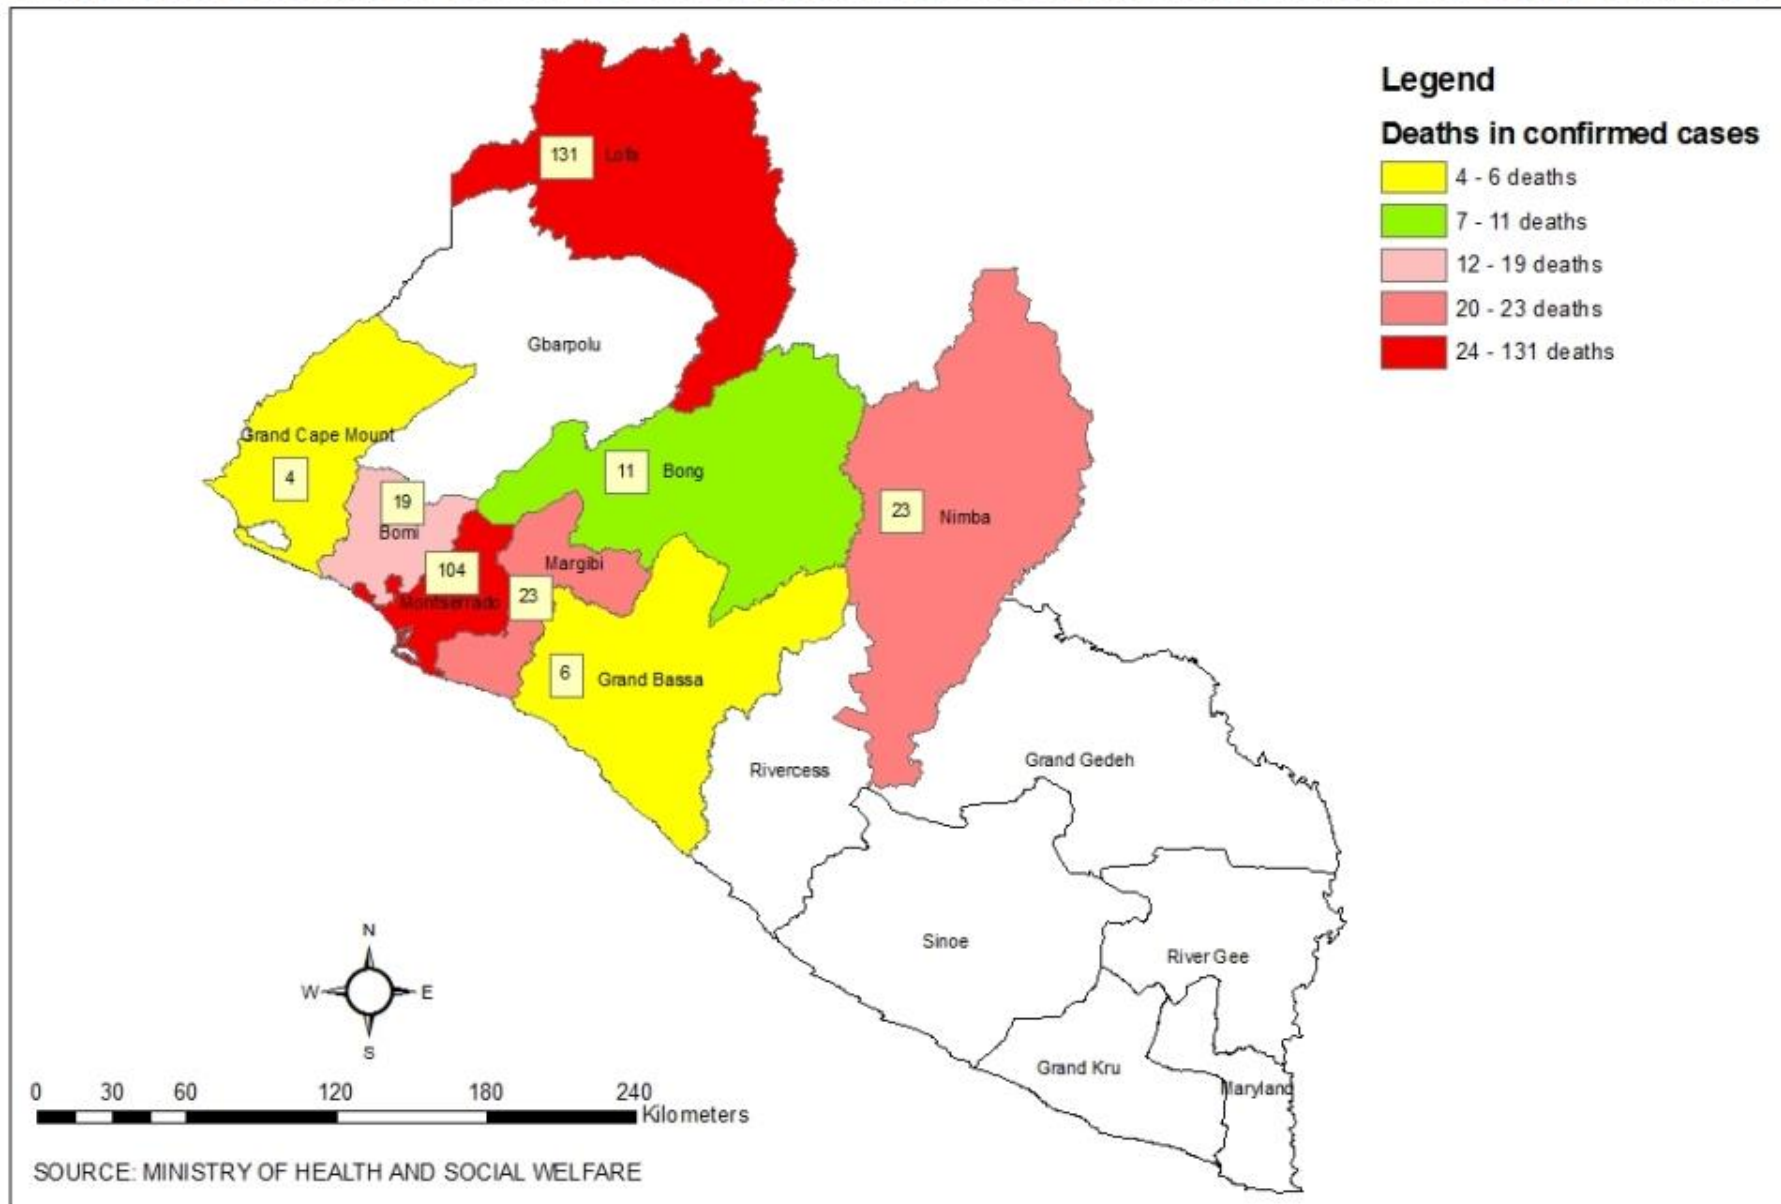 Legend
Deaths in confirmed cases
4 - 6 deaths
7 - 11 deaths
12 - 19 deaths
20 - 23 deaths
24 - 131 deaths
131 Lofa
Gbarpolu
Grand Cape Mount
4
19
Bomi
11 Bong
23 Nimba
Margibi
104
Montserrado
23
6 Grand Bassa
Rivercess
Grand Gedeh
Sinoe
River Gee
Grand Kru
Maryland
N
W E
S
0 30 60 120 180 240
Kilometers
SOURCE: MINISTRY OF HEALTH AND SOCIAL WELFARE